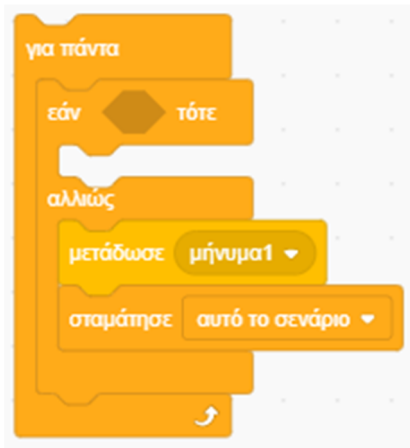 για πάντα
εάν τότε
αλλιώς
μετάδωσε μήνυμα1
σταμάτησε αυτό το σενάριο